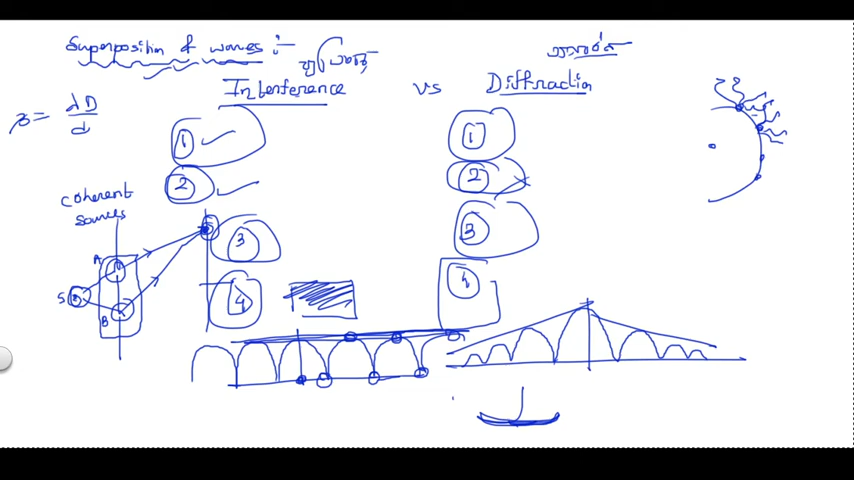 Superposition of waves :-
Interference vs Diffraction
β = λD / d
1 1
2 2
coherent
sources
3 3
A
S
4 4
B